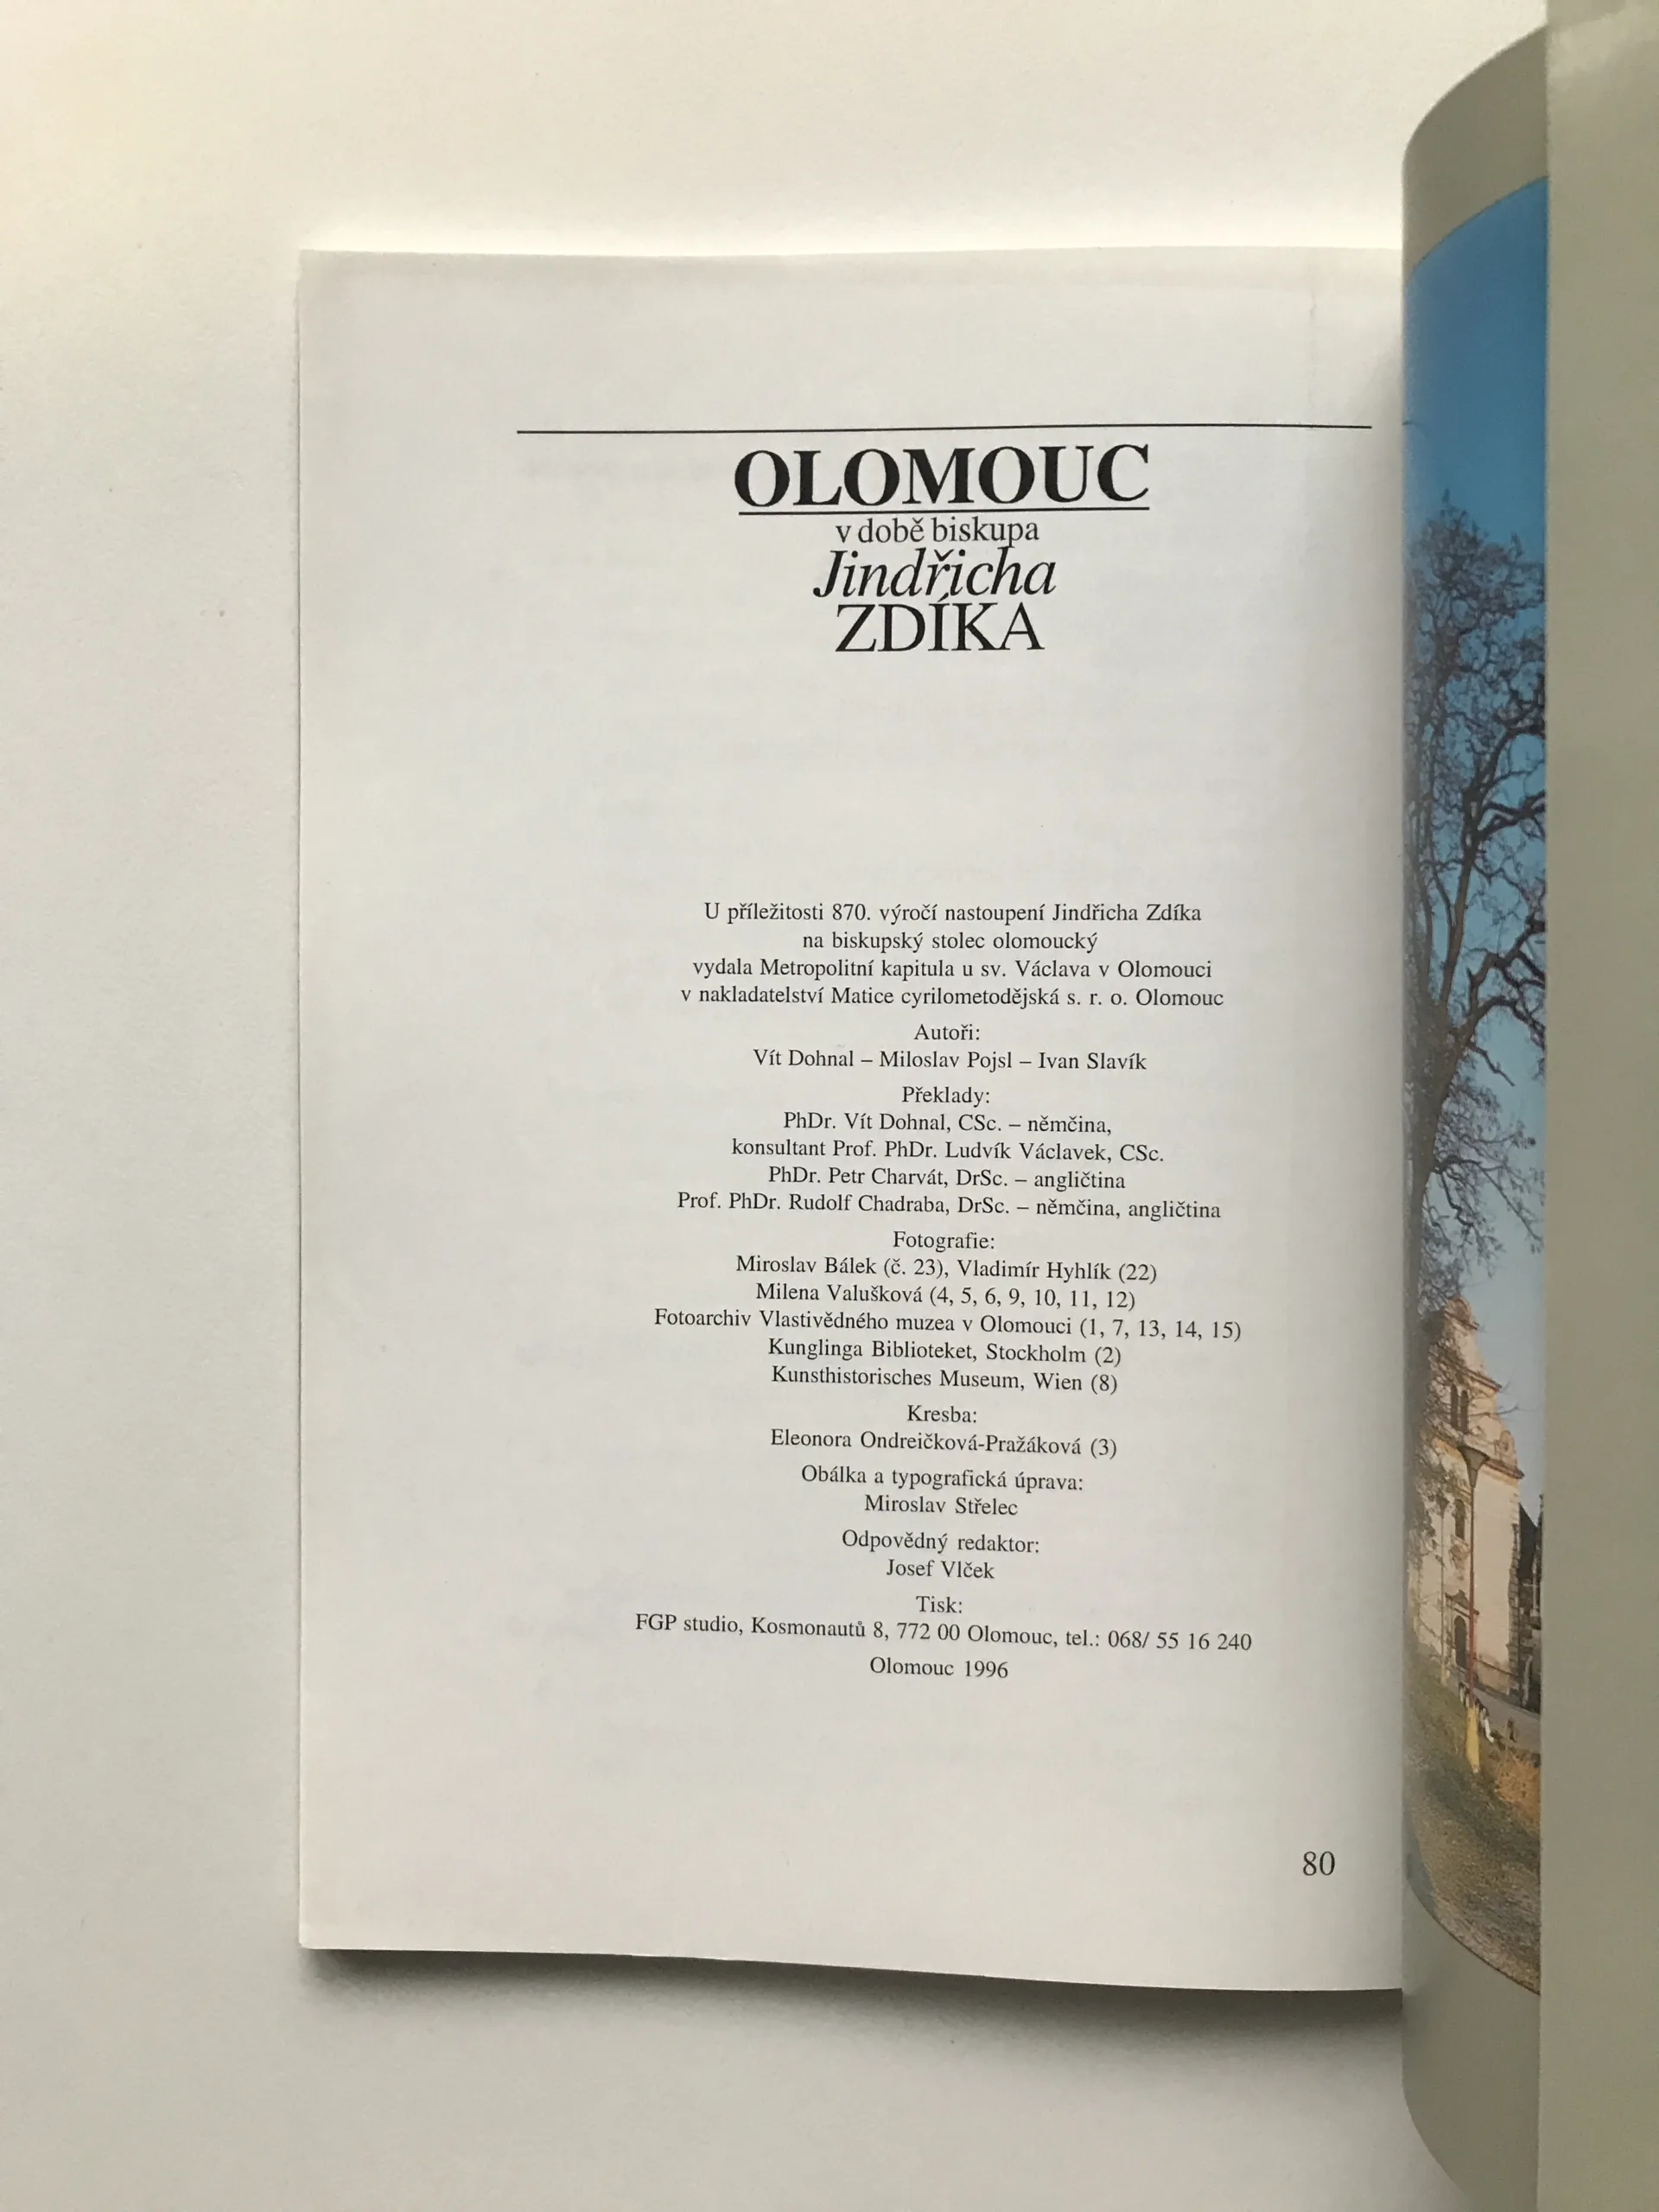 OLOMOUC
v době biskupa
Jindřicha
ZDÍKA
U příležitosti 870. výročí nastoupení Jindřicha Zdíka
na biskupský stolec olomoucký
vydala Metropolitní kapitula u sv. Václava v Olomouci
v nakladatelství Matice cyrilometodějská s. r. o. Olomouc
Autoři:
Vít Dohnal – Miloslav Pojsl – Ivan Slavík
Překlady:
PhDr. Vít Dohnal, CSc. – němčina,
konsultant Prof. PhDr. Ludvík Václavek, CSc.
PhDr. Petr Charvát, DrSc. – angličtina
Prof. PhDr. Rudolf Chadraba, DrSc. – němčina, angličtina
Fotografie:
Miroslav Bálek (č. 23), Vladimír Hyhlík (22)
Milena Valušková (4, 5, 6, 9, 10, 11, 12)
Fotoarchiv Vlastivědného muzea v Olomouci (1, 7, 13, 14, 15)
Kunglinga Biblioteket, Stockholm (2)
Kunsthistorisches Museum, Wien (8)
Kresba:
Eleonora Ondreičková-Pražáková (3)
Obálka a typografická úprava:
Miroslav Střelec
Odpovědný redaktor:
Josef Vlček
Tisk:
FGP studio, Kosmonautů 8, 772 00 Olomouc, tel.: 068/ 55 16 240
Olomouc 1996
80